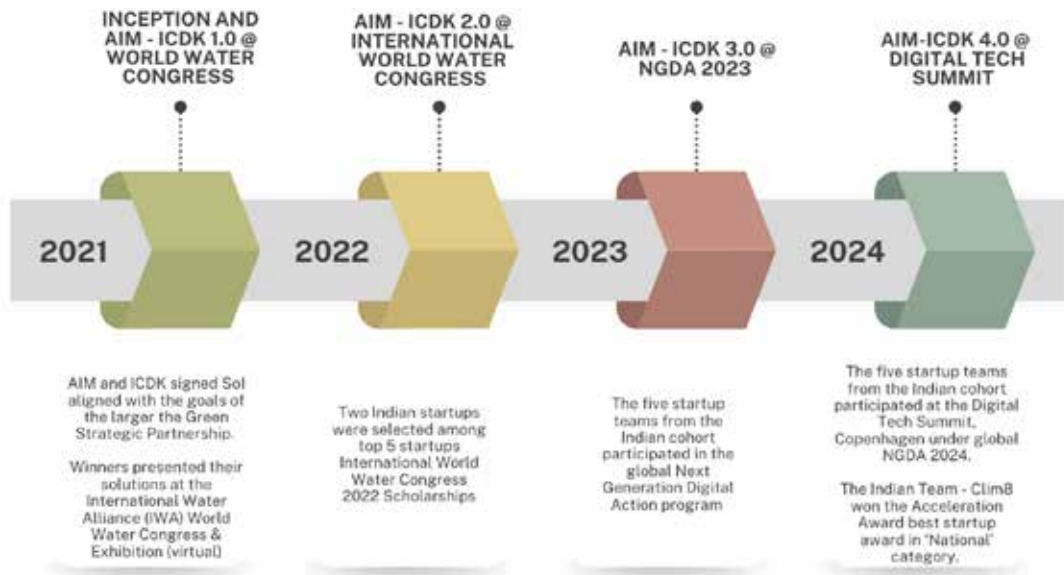 INCEPTION AND
AIM - ICDK 1.0 @
WORLD WATER
CONGRESS
AIM - ICDK 2.0 @
INTERNATIONAL
WORLD WATER
CONGRESS
AIM - ICDK 3.0 @
NGDA 2023
AIM-ICDK 4.0 @
DIGITAL TECH
SUMMIT
2021
2022
2023
2024
AIM and ICDK signed SoI
aligned with the goals of
the larger the Green
Strategic Partnership.
Winners presented their
solutions at the
International Water
Alliance (IWA) World
Water Congress &
Exhibition (virtual)
Two Indian startups
were selected among
top 5 startups
International World
Water Congress
2022 Scholarships
The five startup
teams from the
Indian cohort
participated in the
global Next
Generation Digital
Action program
The five startup teams
from the Indian cohort
participated at the Digital
Tech Summit,
Copenhagen under global
NGDA 2024.
The Indian Team - Clim8
won the Acceleration
Award best startup
award in 'National'
category.